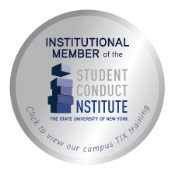 INSTITUTIONAL
MEMBER of the
STUDENT
CONDUCT
INSTITUTE
THE STATE UNIVERSITY OF NEW YORK
Click to view our campus TIX training